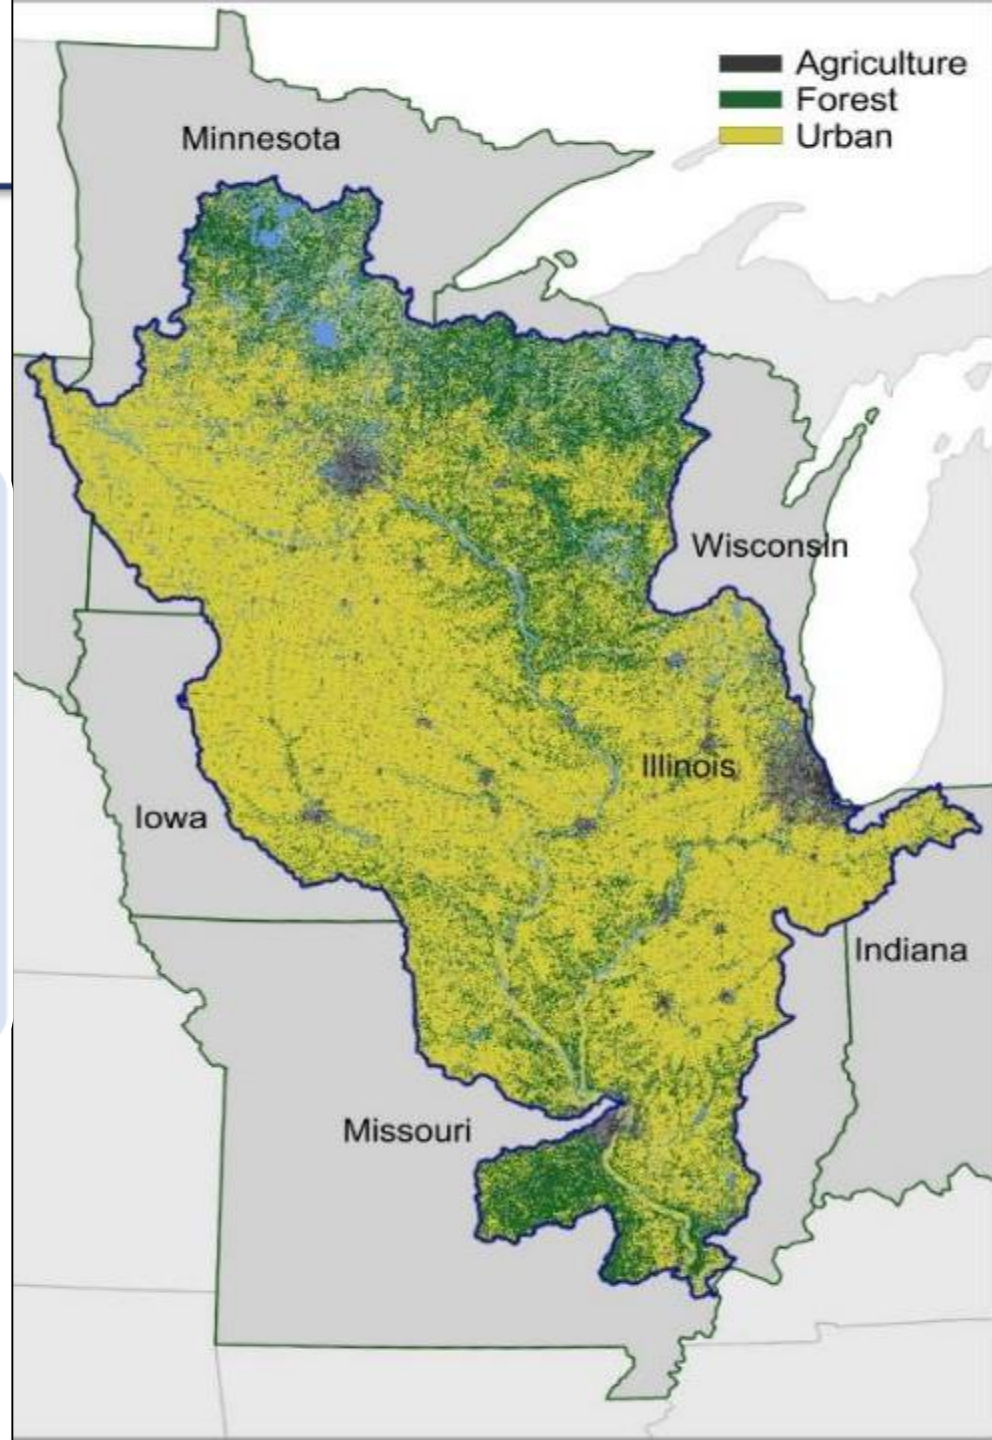 Agriculture
Forest
Urban
Minnesota
Wisconsin
Illinois
Iowa
Indiana
Missouri